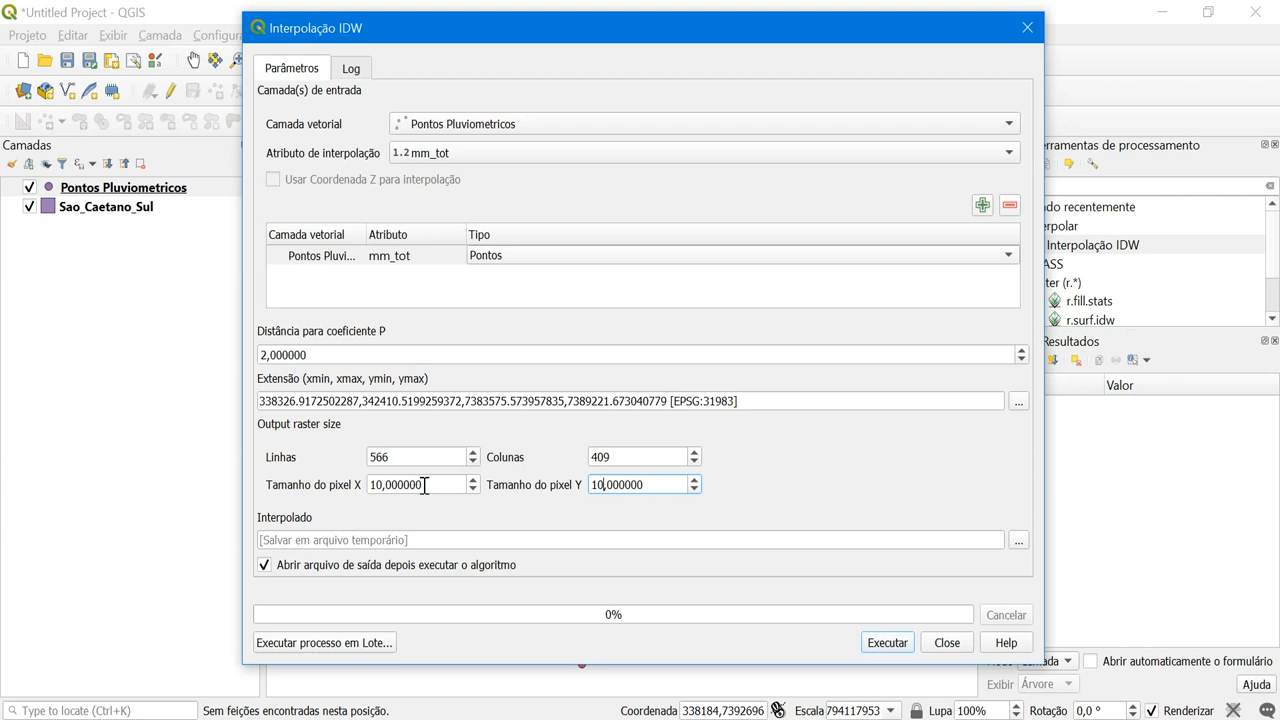 *Untitled Project - QGIS
Projeto Editar Exibir Camada Configura
Interpolação IDW
Parâmetros Log
Camada(s) de entrada
Camada vetorial Pontos Pluviometricos
Atributo de interpolação 1.2 mm_tot
Usar Coordenada Z para interpolação
Camada vetorial Atributo Tipo
Pontos Pluvi... mm_tot Pontos
Distância para coeficiente P
2,000000
Extensão (xmin, xmax, ymin, ymax)
338326.9172502287,342410.5199259372,7383575.573957835,7389221.673040779 [EPSG:31983] ...
Output raster size
Linhas 566 Colunas 409
Tamanho do pixel X 10,000000 Tamanho do pixel Y 10,000000
Interpolado
[Salvar em arquivo temporário] ...
Abrir arquivo de saída depois executar o algoritmo
0% Cancelar
Executar processo em Lote... Executar Close Help
Camadas
Pontos Pluviometricos
Sao_Caetano_Sul
erramentas de processamento
do recentemente
erpolar
Interpolação IDW
ASS
ter (r.*)
r.fill.stats
r.surf.idw
Resultados
Valor
Abrir automaticamente o formulário
Exibir Árvore Ajuda
Type to locate (Ctrl+K) Sem feições encontradas nesta posição. Coordenada 338184,7392696 Escala 794117953 Lupa 100% Rotação 0,0 ° Renderizar